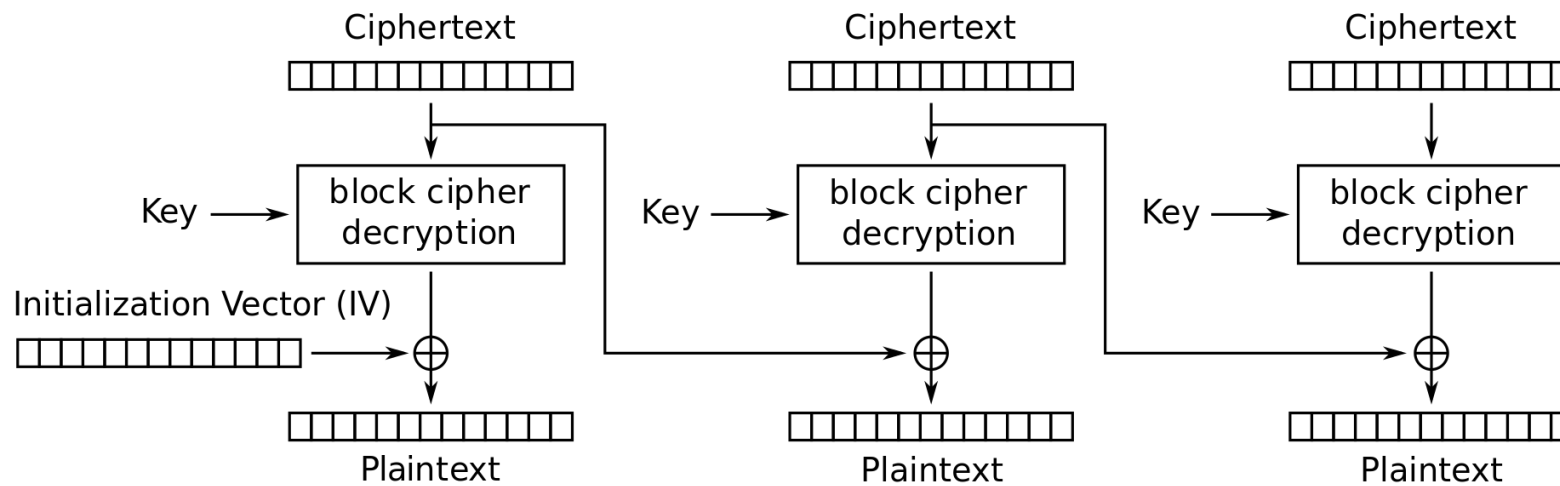 Ciphertext
Ciphertext
Ciphertext
Key
block cipher
decryption
Key
block cipher
decryption
Key
block cipher
decryption
Initialization Vector (IV)
Plaintext
Plaintext
Plaintext